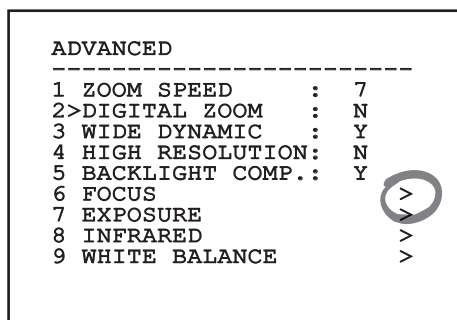 ADVANCED
-------------------------
1 ZOOM SPEED : 7
2>DIGITAL ZOOM : N
3 WIDE DYNAMIC : Y
4 HIGH RESOLUTION: N
5 BACKLIGHT COMP.: Y
6 FOCUS >
7 EXPOSURE >
8 INFRARED >
9 WHITE BALANCE >